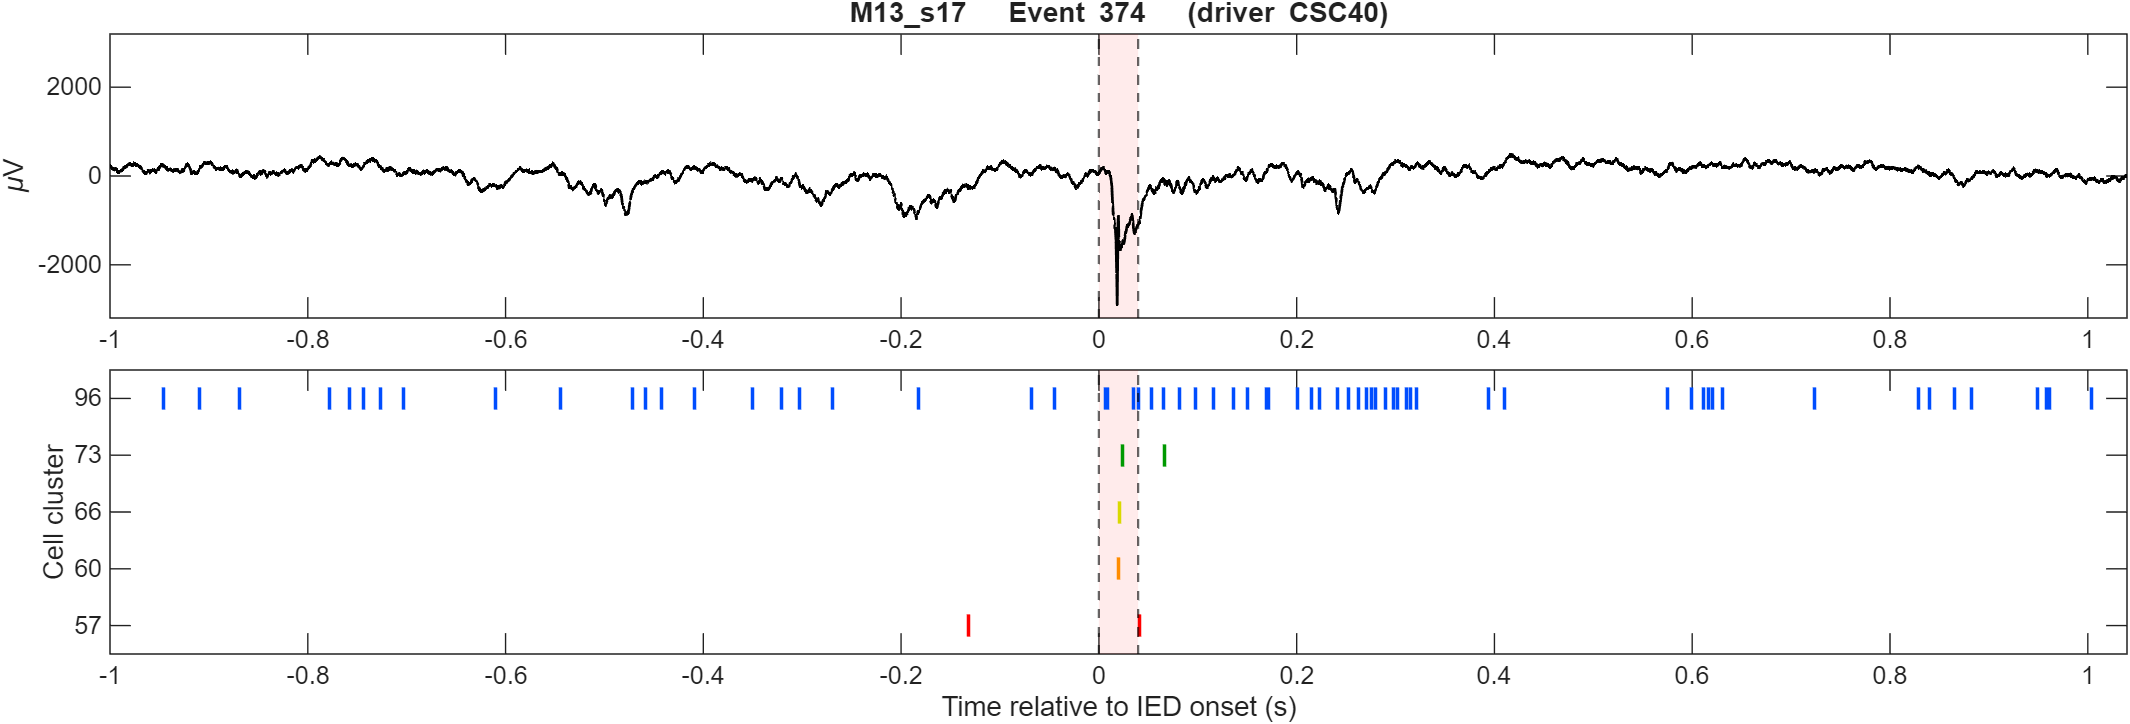 M13_s17 Event 374 (driver CSC40)
2000
0
-2000
µV
-1 -0.8 -0.6 -0.4 -0.2 0 0.2 0.4 0.6 0.8 1
96
73
66
60
57
Cell cluster
-1 -0.8 -0.6 -0.4 -0.2 0 0.2 0.4 0.6 0.8 1
Time relative to IED onset (s)